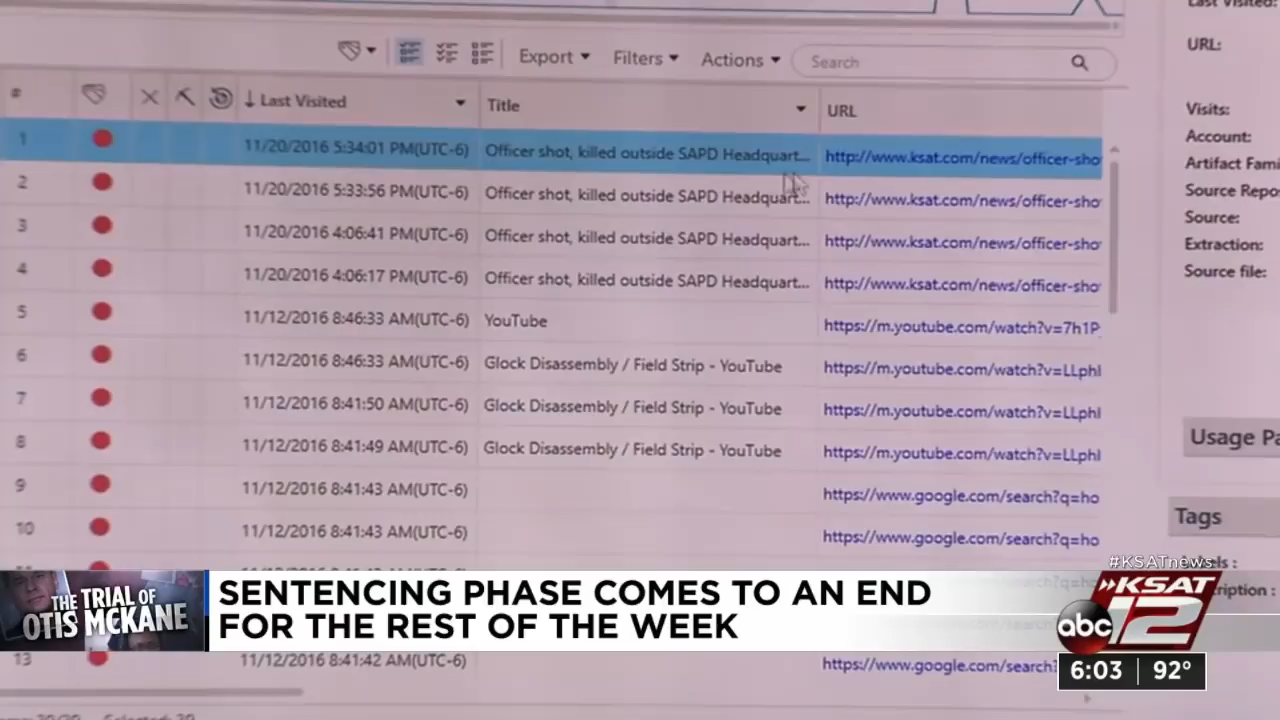 Last Visited:
Export Filters Actions Search
URL:
# Last Visited Title URL
Visits:
Account:
Artifact Fami
Source Repo
Source:
Extraction:
Source file:
1 11/20/2016 5:34:01 PM(UTC-6) Officer shot, killed outside SAPD Headquart... http://www.ksat.com/news/officer-sho
2 11/20/2016 5:33:56 PM(UTC-6) Officer shot, killed outside SAPD Headquart... http://www.ksat.com/news/officer-sho
3 11/20/2016 4:06:41 PM(UTC-6) Officer shot, killed outside SAPD Headquart... http://www.ksat.com/news/officer-sho
4 11/20/2016 4:06:17 PM(UTC-6) Officer shot, killed outside SAPD Headquart... http://www.ksat.com/news/officer-sho
5 11/12/2016 8:46:33 AM(UTC-6) YouTube https://m.youtube.com/watch?v=7h1P
6 11/12/2016 8:46:33 AM(UTC-6) Glock Disassembly / Field Strip - YouTube https://m.youtube.com/watch?v=LLphI
7 11/12/2016 8:41:50 AM(UTC-6) Glock Disassembly / Field Strip - YouTube https://m.youtube.com/watch?v=LLphI
8 11/12/2016 8:41:49 AM(UTC-6) Glock Disassembly / Field Strip - YouTube https://m.youtube.com/watch?v=LLphI
Usage Pa
9 11/12/2016 8:41:43 AM(UTC-6) https://www.google.com/search?q=ho
10 11/12/2016 8:41:43 AM(UTC-6) https://www.google.com/search?q=ho
Tags
#KSATnews
THE TRIAL OF
OTIS MCKANE
SENTENCING PHASE COMES TO AN END
FOR THE REST OF THE WEEK
KSAT
abc 12
cription :
13 11/12/2016 8:41:42 AM(UTC-6) https://www.google.com/search?
6:03 92°